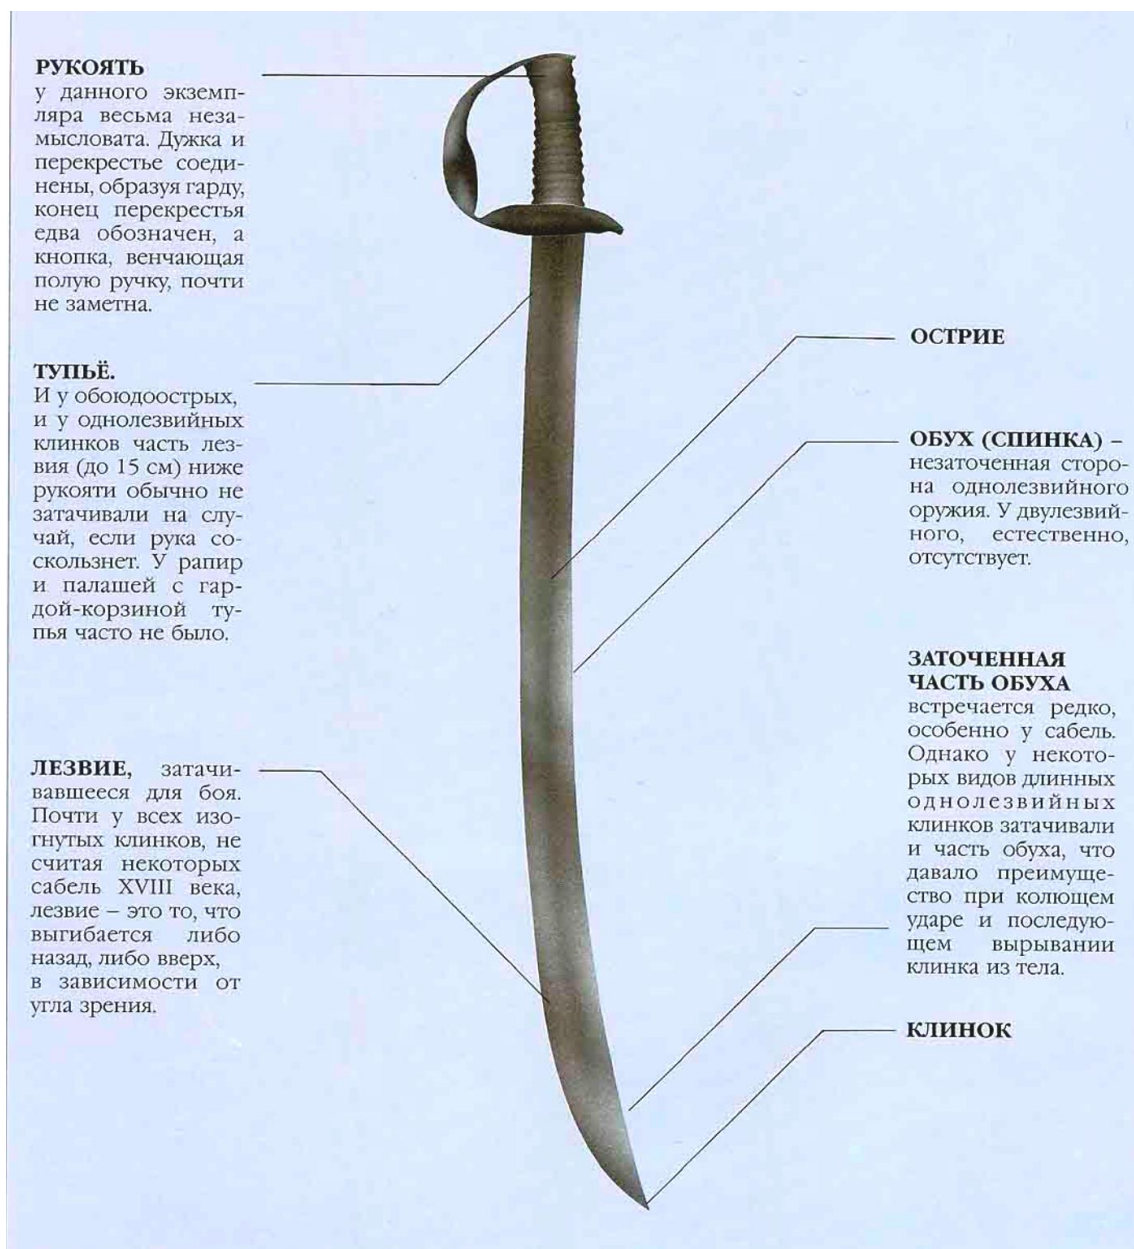 РУКОЯТЬ
у данного экземп-
ляра весьма неза-
мысловата. Дужка и
перекрестье соеди-
нены, образуя гарду,
конец перекрестья
едва обозначен, а
кнопка, венчающая
полую ручку, почти
не заметна.
ТУПЬЁ.
И у обоюдоострых,
и у однолезвийных
клинков часть лез-
вия (до 15 см) ниже
рукояти обычно не
затачивали на слу-
чай, если рука со-
скользнет. У рапир
и палашей с гар-
дой-корзиной ту-
пья часто не было.
ЛЕЗВИЕ, затачи-
вавшееся для боя.
Почти у всех изо-
гнутых клинков, не
считая некоторых
сабель XVIII века,
лезвие – это то, что
выгибается либо
назад, либо вверх,
в зависимости от
угла зрения.
ОСТРИЕ
ОБУХ (СПИНКА) –
незаточенная сторо-
на однолезвийного
оружия. У двулезвий-
ного, естественно,
отсутствует.
ЗАТОЧЕННАЯ
ЧАСТЬ ОБУХА
встречается редко,
особенно у сабель.
Однако у некото-
рых видов длинных
однолезвийных
клинков затачивали
и часть обуха, что
давало преимуще-
ство при колющем
ударе и последую-
щем вырывании
клинка из тела.
КЛИНОК